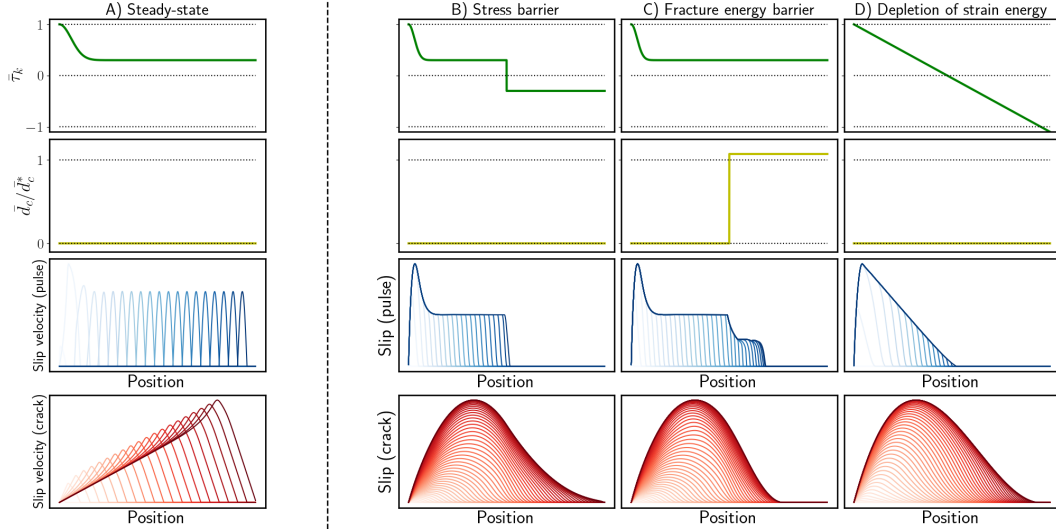 A) Steady-state
B) Stress barrier
C) Fracture energy barrier
D) Depletion of strain energy
1
0
−1
τ̄k
1
0
d̄c/d̄c*
Slip velocity (pulse)
Position
Slip (pulse)
Position
Position
Position
Slip velocity (crack)
Position
Slip (crack)
Position
Position
Position